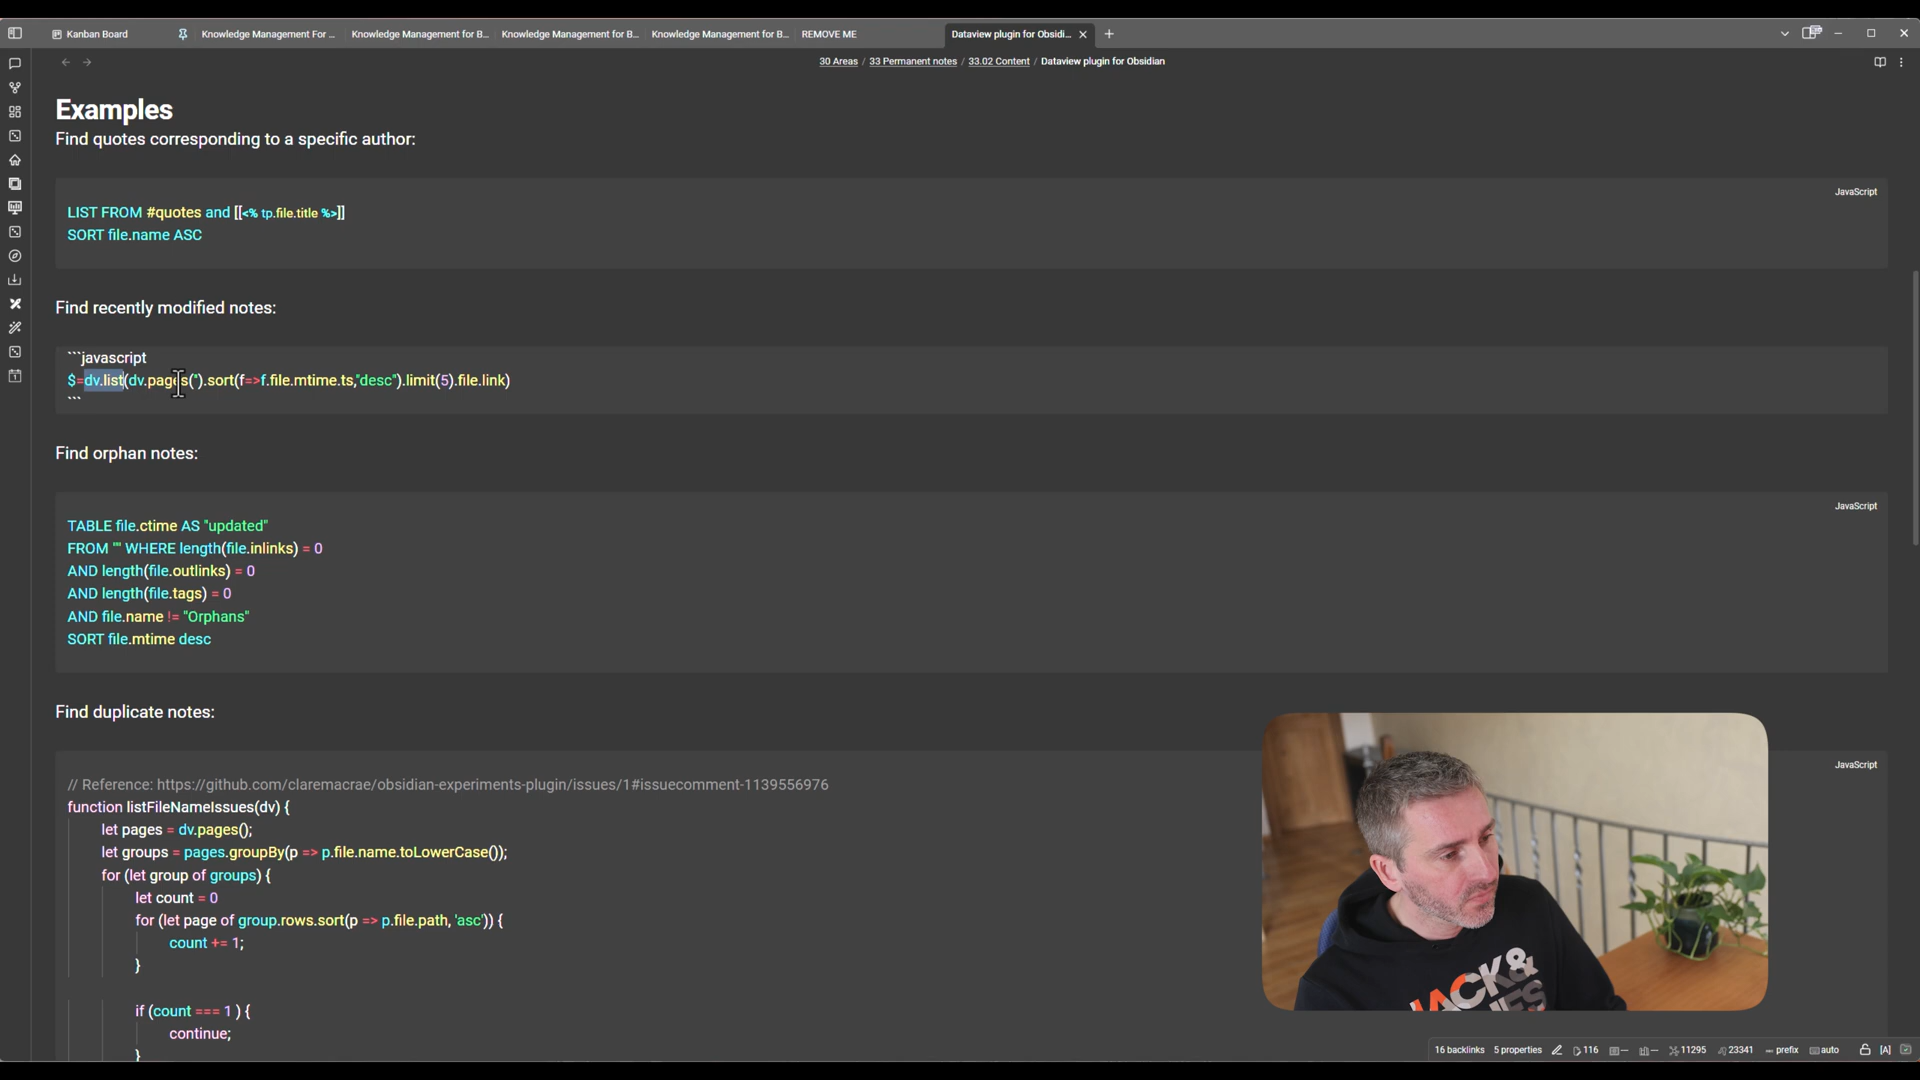 Kanban Board
Knowledge Management For ...
Knowledge Management for B...
Knowledge Management for B...
Knowledge Management for B...
REMOVE ME
Dataview plugin for Obsidi...
30 Areas / 33 Permanent notes / 33.02 Content / Dataview plugin for Obsidian
Examples
Find quotes corresponding to a specific author:
JavaScript
LIST FROM #quotes and [[<% tp.file.title %>]]
SORT file.name ASC
Find recently modified notes:
```javascript
$=dv.list(dv.pages('').sort(f=>f.file.mtime.ts,"desc").limit(5).file.link)
```
Find orphan notes:
JavaScript
TABLE file.ctime AS "updated"
FROM "" WHERE length(file.inlinks) = 0
AND length(file.outlinks) = 0
AND length(file.tags) = 0
AND file.name != "Orphans"
SORT file.mtime desc
Find duplicate notes:
JavaScript
// Reference: https://github.com/claremacrae/obsidian-experiments-plugin/issues/1#issuecomment-1139556976
function listFileNameIssues(dv) {
let pages = dv.pages();
let groups = pages.groupBy(p => p.file.name.toLowerCase());
for (let group of groups) {
let count = 0
for (let page of group.rows.sort(p => p.file.path, 'asc')) {
count += 1;
}
if (count === 1 ) {
continue;
}
JACK &
16 backlinks 5 properties 116 11295 23341 prefix auto [A]